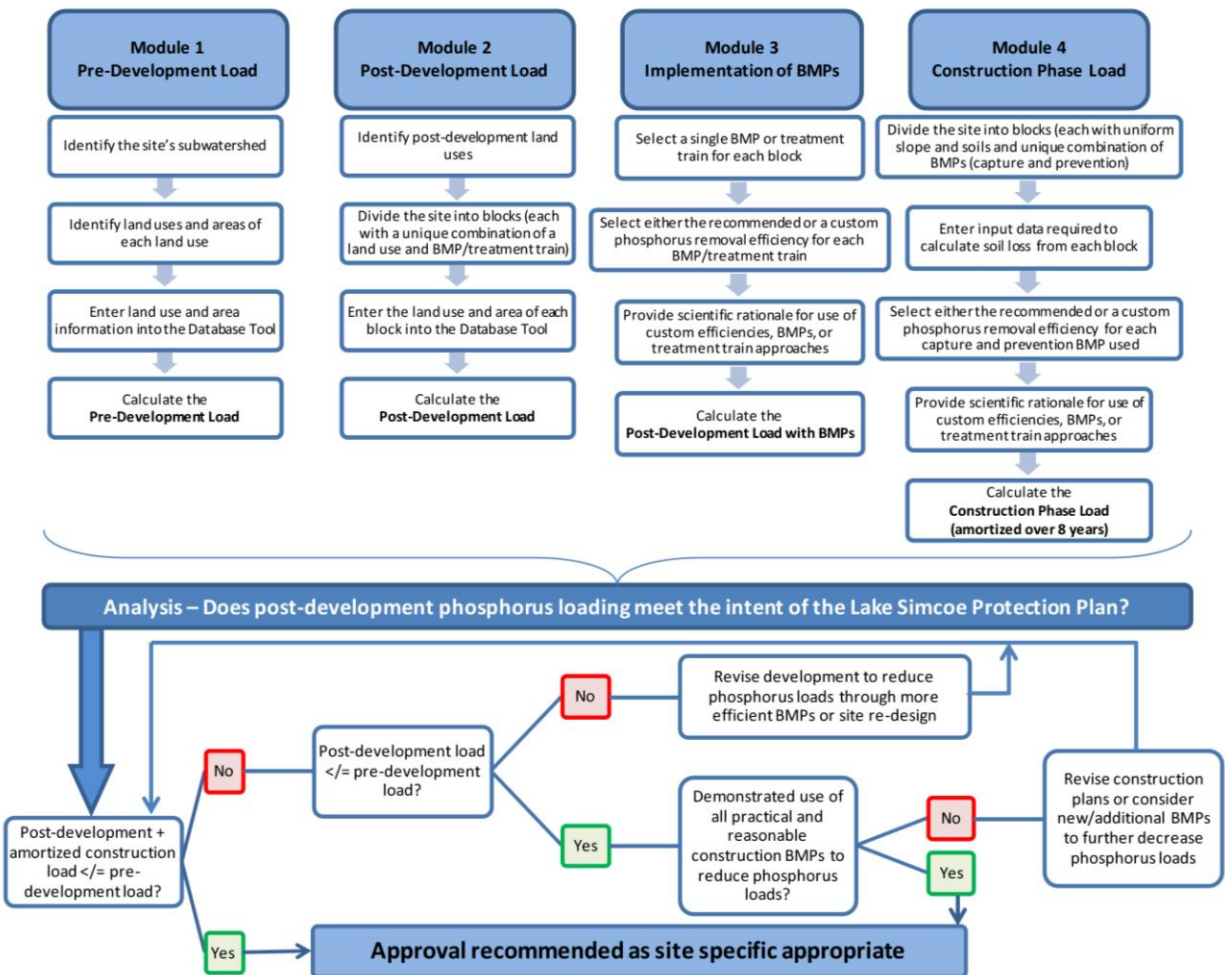 Module 1
Pre-Development Load
Identify the site's subwatershed
Identify land uses and areas of
each land use
Enter land use and area
information into the Database Tool
Calculate the
Pre-Development Load
Module 2
Post-Development Load
Identify post-development land
uses
Divide the site into blocks (each
with a unique combination of a
land use and BMP/treatment train)
Enter the land use and area of each
block into the Database Tool
Calculate the
Post-Development Load
Module 3
Implementation of BMPs
Select a single BMP or treatment
train for each block
Select either the recommended or a custom
phosphorus removal efficiency for each
BMP/treatment train
Provide scientific rationale for use of
custom efficiencies, BMPs, or
treatment train approaches
Calculate the
Post-Development Load with BMPs
Module 4
Construction Phase Load
Divide the site into blocks (each with uniform
slope and soils and unique combination of
BMPs (capture and prevention)
Enter input data required to
calculate soil loss from each block
Select either the recommended or a custom
phosphorus removal efficiency for each
capture and prevention BMP used
Provide scientific rationale for use of
custom efficiencies, BMPs, or
treatment train approaches
Calculate the
Construction Phase Load
(amortized over 8 years)
Analysis – Does post-development phosphorus loading meet the intent of the Lake Simcoe Protection Plan?
Post-development +
amortized construction
load </= pre-
development load?
No
Yes
Post-development load
</= pre-development
load?
No
Yes
Revise development to reduce
phosphorus loads through more
efficient BMPs or site re-design
Demonstrated use of
all practical and
reasonable
construction BMPs to
reduce phosphorus
loads?
No
Yes
Revise construction
plans or consider
new/additional BMPs
to further decrease
phosphorus loads
Approval recommended as site specific appropriate